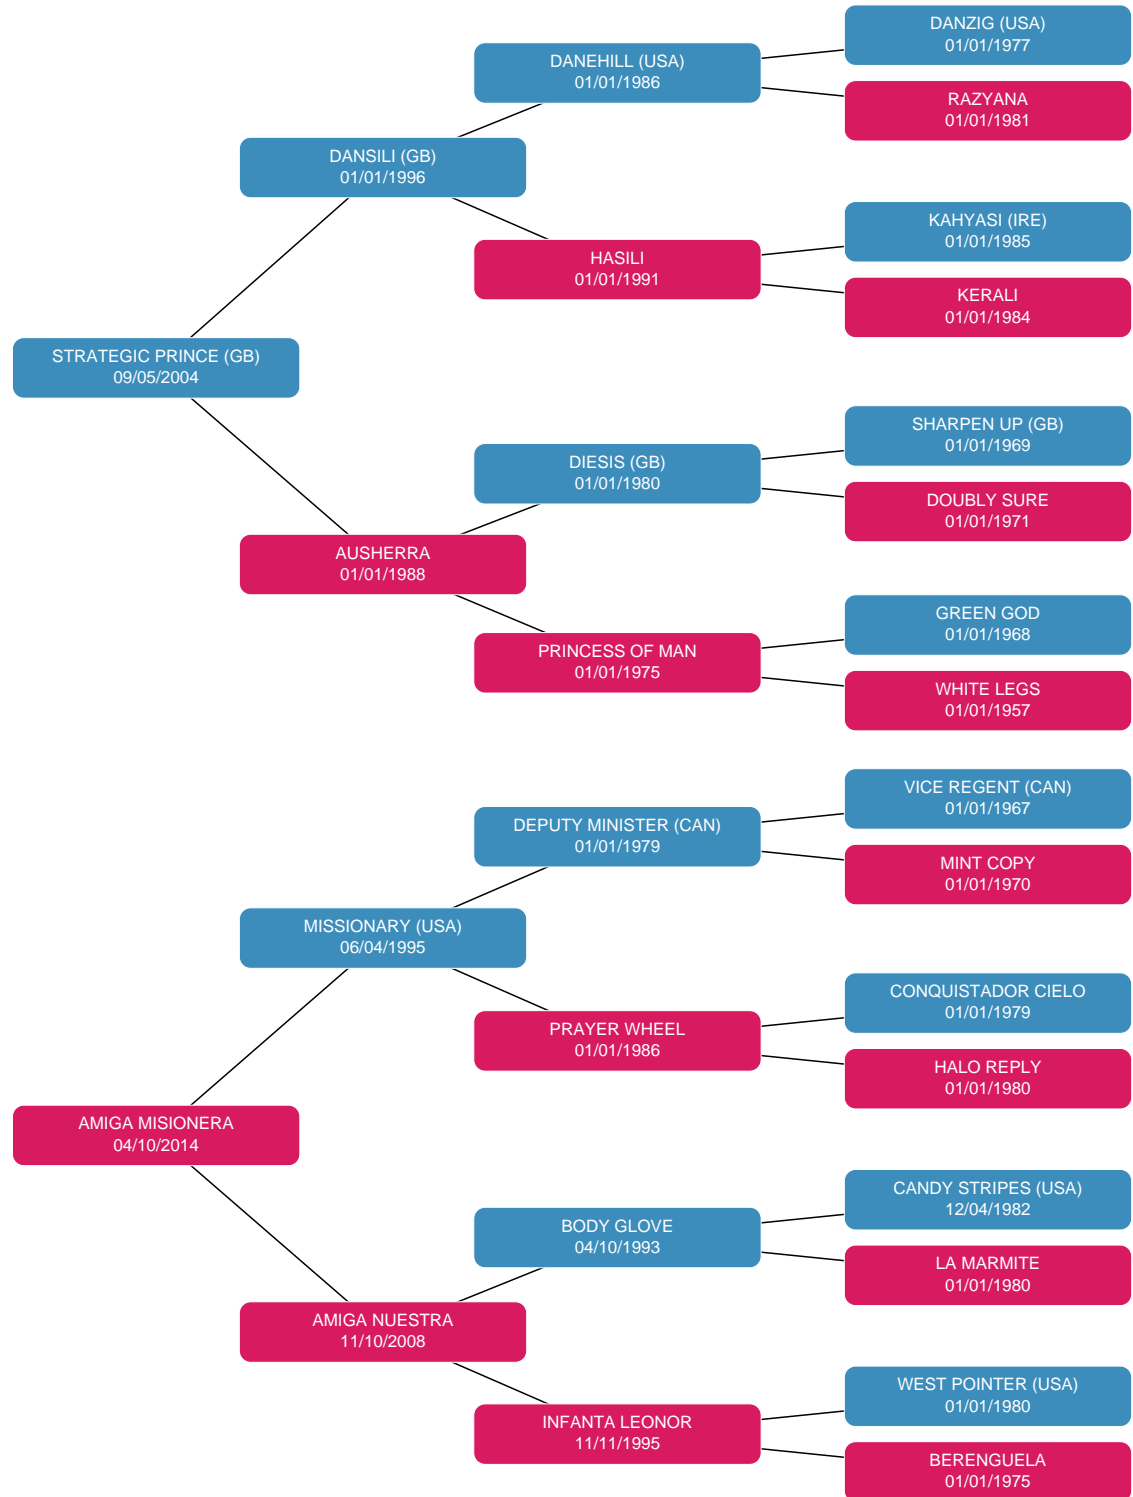 DANZIG (USA)
01/01/1977
DANEHILL (USA)
01/01/1986
RAZYANA
01/01/1981
DANSILI (GB)
01/01/1996
KAHYASI (IRE)
01/01/1985
HASILI
01/01/1991
KERALI
01/01/1984
STRATEGIC PRINCE (GB)
09/05/2004
SHARPEN UP (GB)
01/01/1969
DIESIS (GB)
01/01/1980
DOUBLY SURE
01/01/1971
AUSHERRA
01/01/1988
GREEN GOD
01/01/1968
PRINCESS OF MAN
01/01/1975
WHITE LEGS
01/01/1957
VICE REGENT (CAN)
01/01/1967
DEPUTY MINISTER (CAN)
01/01/1979
MINT COPY
01/01/1970
MISSIONARY (USA)
06/04/1995
CONQUISTADOR CIELO
01/01/1979
PRAYER WHEEL
01/01/1986
HALO REPLY
01/01/1980
AMIGA MISIONERA
04/10/2014
CANDY STRIPES (USA)
12/04/1982
BODY GLOVE
04/10/1993
LA MARMITE
01/01/1980
AMIGA NUESTRA
11/10/2008
WEST POINTER (USA)
01/01/1980
INFANTA LEONOR
11/11/1995
BERENGUELA
01/01/1975